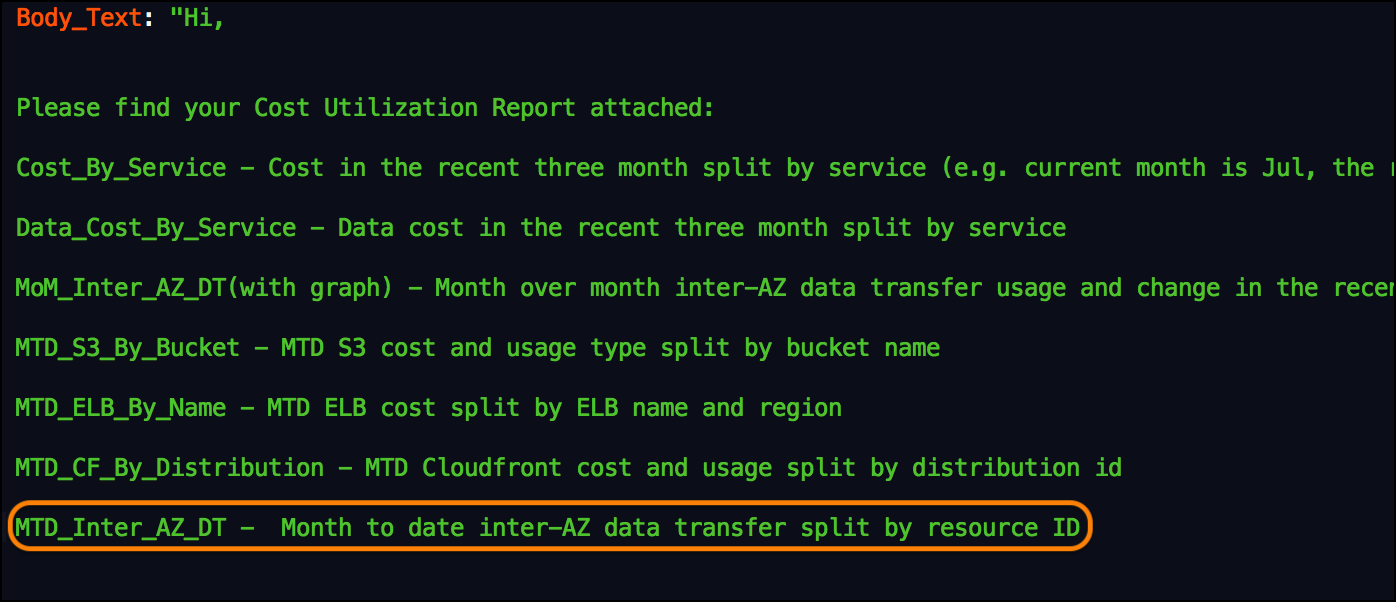 Body_Text: "Hi,
Please find your Cost Utilization Report attached:
Cost_By_Service – Cost in the recent three month split by service (e.g. current month is Jul, the
Data_Cost_By_Service – Data cost in the recent three month split by service
MoM_Inter_AZ_DT(with graph) – Month over month inter–AZ data transfer usage and change in the
MTD_S3_By_Bucket – MTD S3 cost and usage type split by bucket name
MTD_ELB_By_Name – MTD ELB cost split by ELB name and region
MTD_CF_By_Distribution – MTD Cloudfront cost and usage split by distribution id
MTD_Inter_AZ_DT –  Month to date inter–AZ data transfer split by resource ID